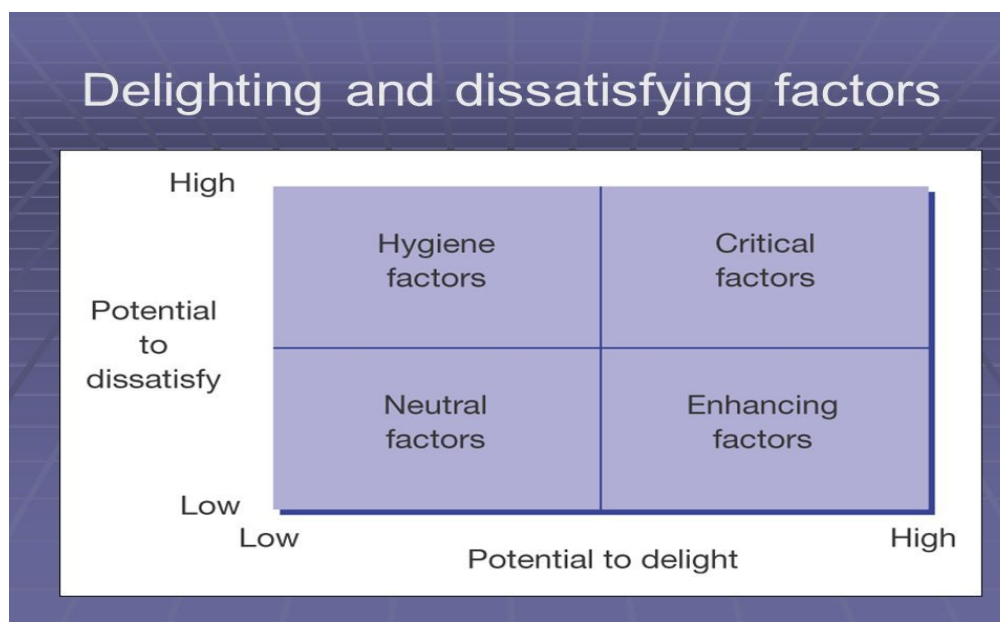 Delighting and dissatisfying factors
High
Hygiene
factors
Critical
factors
Potential
to
dissatisfy
Neutral
factors
Enhancing
factors
Low
Low
High
Potential to delight